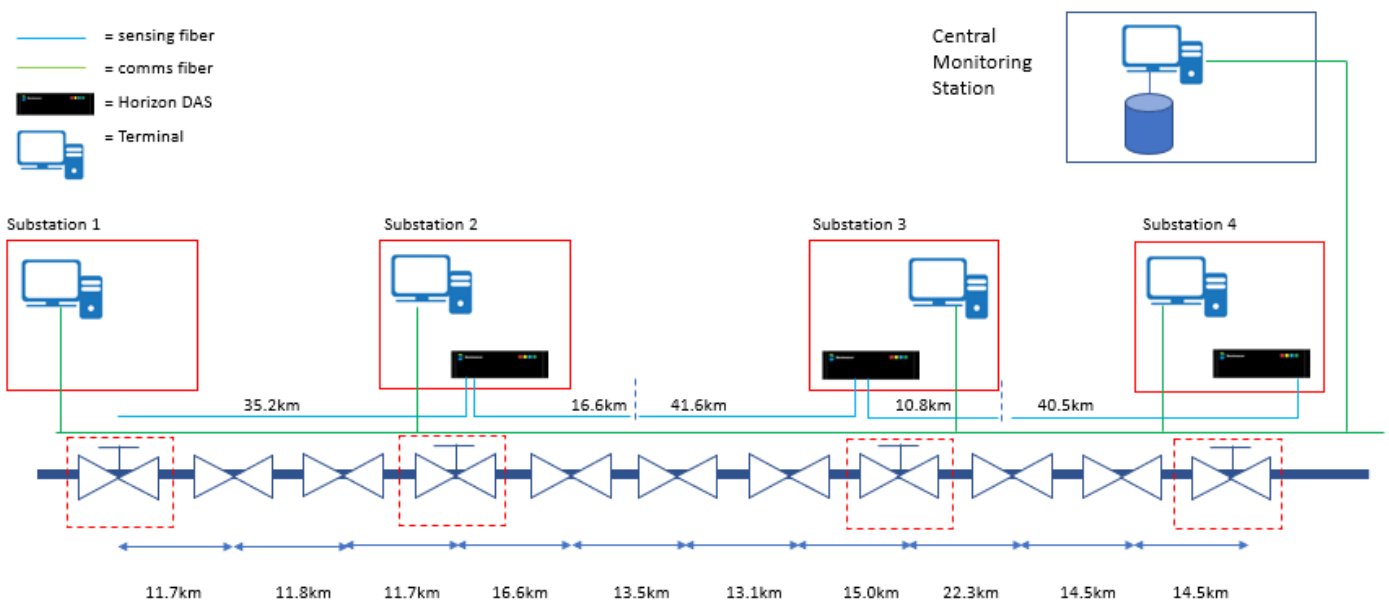 = sensing fiber
= comms fiber
= Horizon DAS
= Terminal
Central
Monitoring
Station
Substation 1
Substation 2
Substation 3
Substation 4
35.2km
16.6km
41.6km
10.8km
40.5km
11.7km
11.8km
11.7km
16.6km
13.5km
13.1km
15.0km
22.3km
14.5km
14.5km